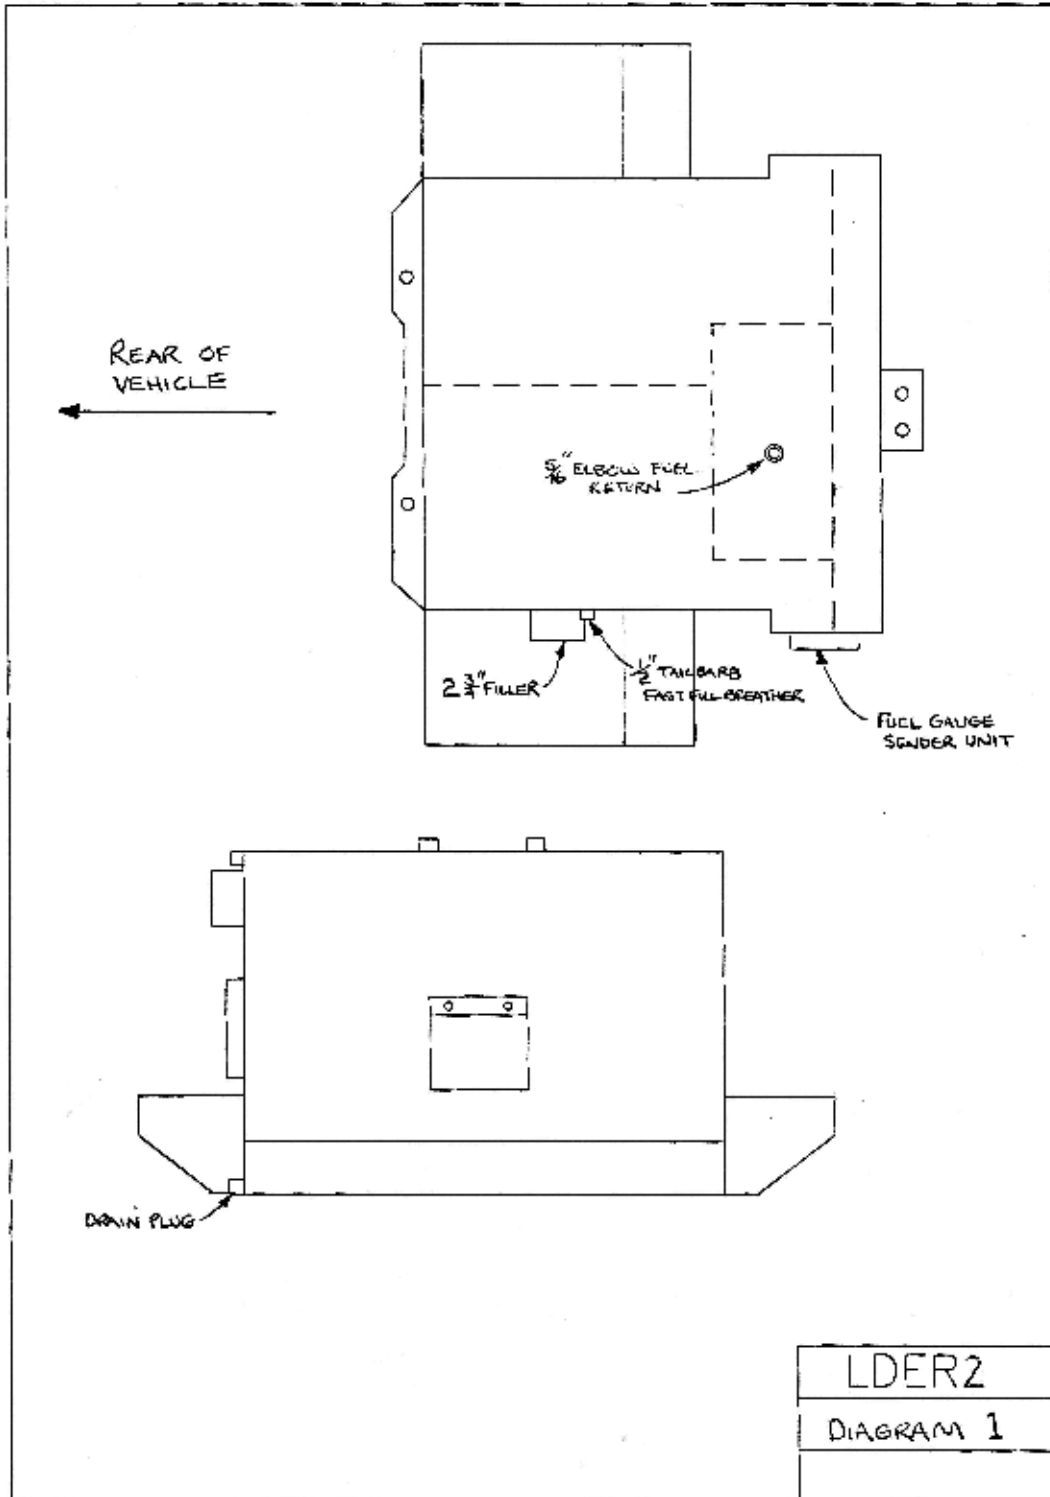 REAR OF
VEHICLE
5/16" ELBOW FUEL
RETURN
2 3/4" FILLER
1/2" TAILBARB
FAST FILL BREATHER
FUEL GAUGE
SENDER UNIT
DRAIN PLUG
LDER2
DIAGRAM 1